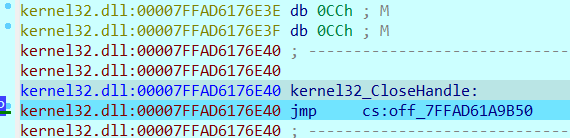 kernel32.dll:00007FFAD6176E3E db 0CCh ; M
kernel32.dll:00007FFAD6176E3F db 0CCh ; M
kernel32.dll:00007FFAD6176E40 ; ------------------------------
kernel32.dll:00007FFAD6176E40
kernel32.dll:00007FFAD6176E40 kernel32_CloseHandle:
kernel32.dll:00007FFAD6176E40 jmp     cs:off_7FFAD61A9B50
kernel32.dll:00007FFAD6176E40 ; ------------------------------